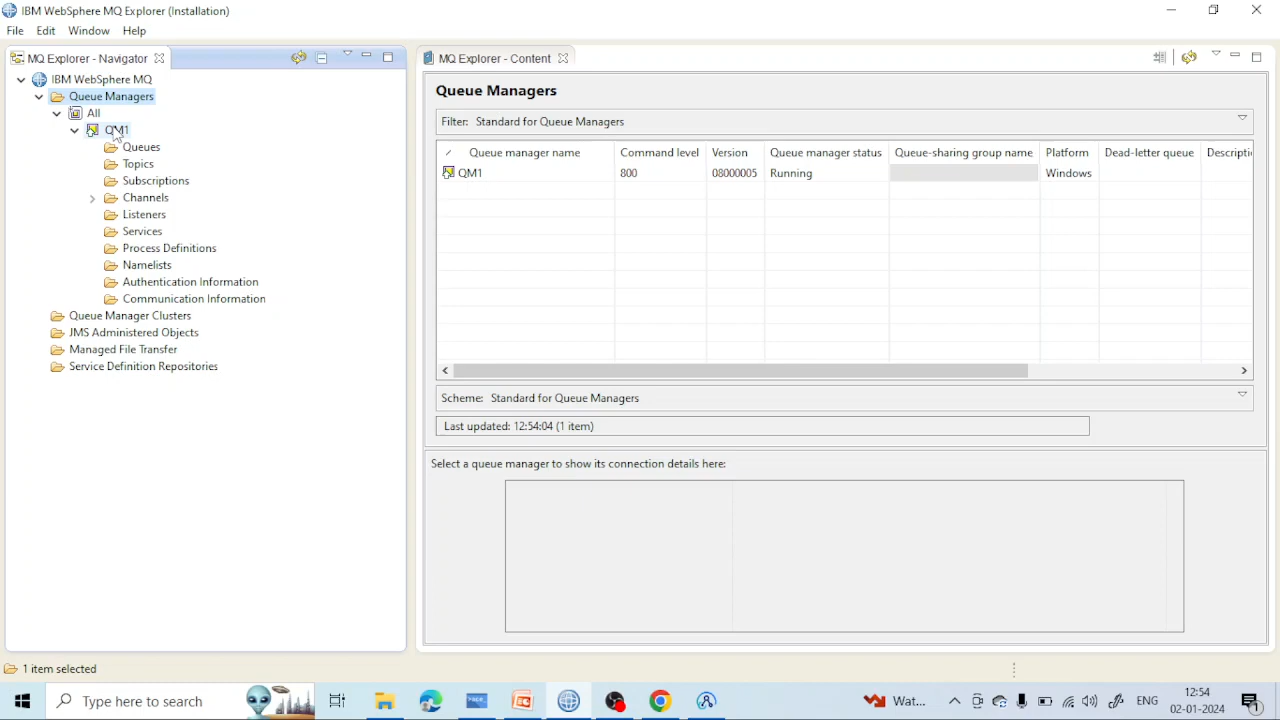 IBM WebSphere MQ Explorer (Installation)
File Edit Window Help
MQ Explorer - Navigator
IBM WebSphere MQ
Queue Managers
All
QM1
Queues
Topics
Subscriptions
Channels
Listeners
Services
Process Definitions
Namelists
Authentication Information
Communication Information
Queue Manager Clusters
JMS Administered Objects
Managed File Transfer
Service Definition Repositories
MQ Explorer - Content
Queue Managers
Filter: Standard for Queue Managers
Queue manager name Command level Version Queue manager status Queue-sharing group name Platform Dead-letter queue Descripti
QM1 800 08000005 Running Windows
Scheme: Standard for Queue Managers
Last updated: 12:54:04 (1 item)
Select a queue manager to show its connection details here:
1 item selected
Type here to search
Wat...
ENG
12:54
02-01-2024
1